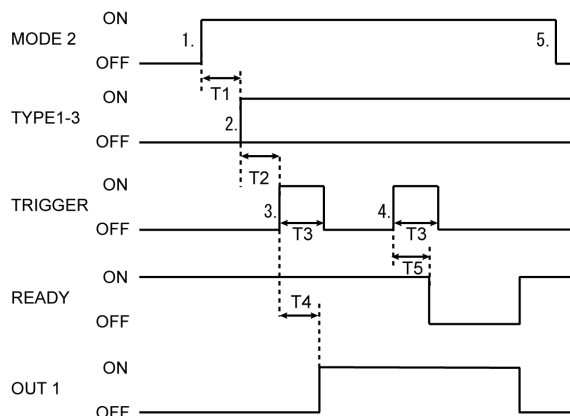 ON
MODE 2
1.
5.
OFF
T1
ON
TYPE1-3
2.
OFF
T2
ON
TRIGGER
3.
4.
OFF
T3
T3
T5
ON
READY
T4
OFF
ON
OUT 1
OFF